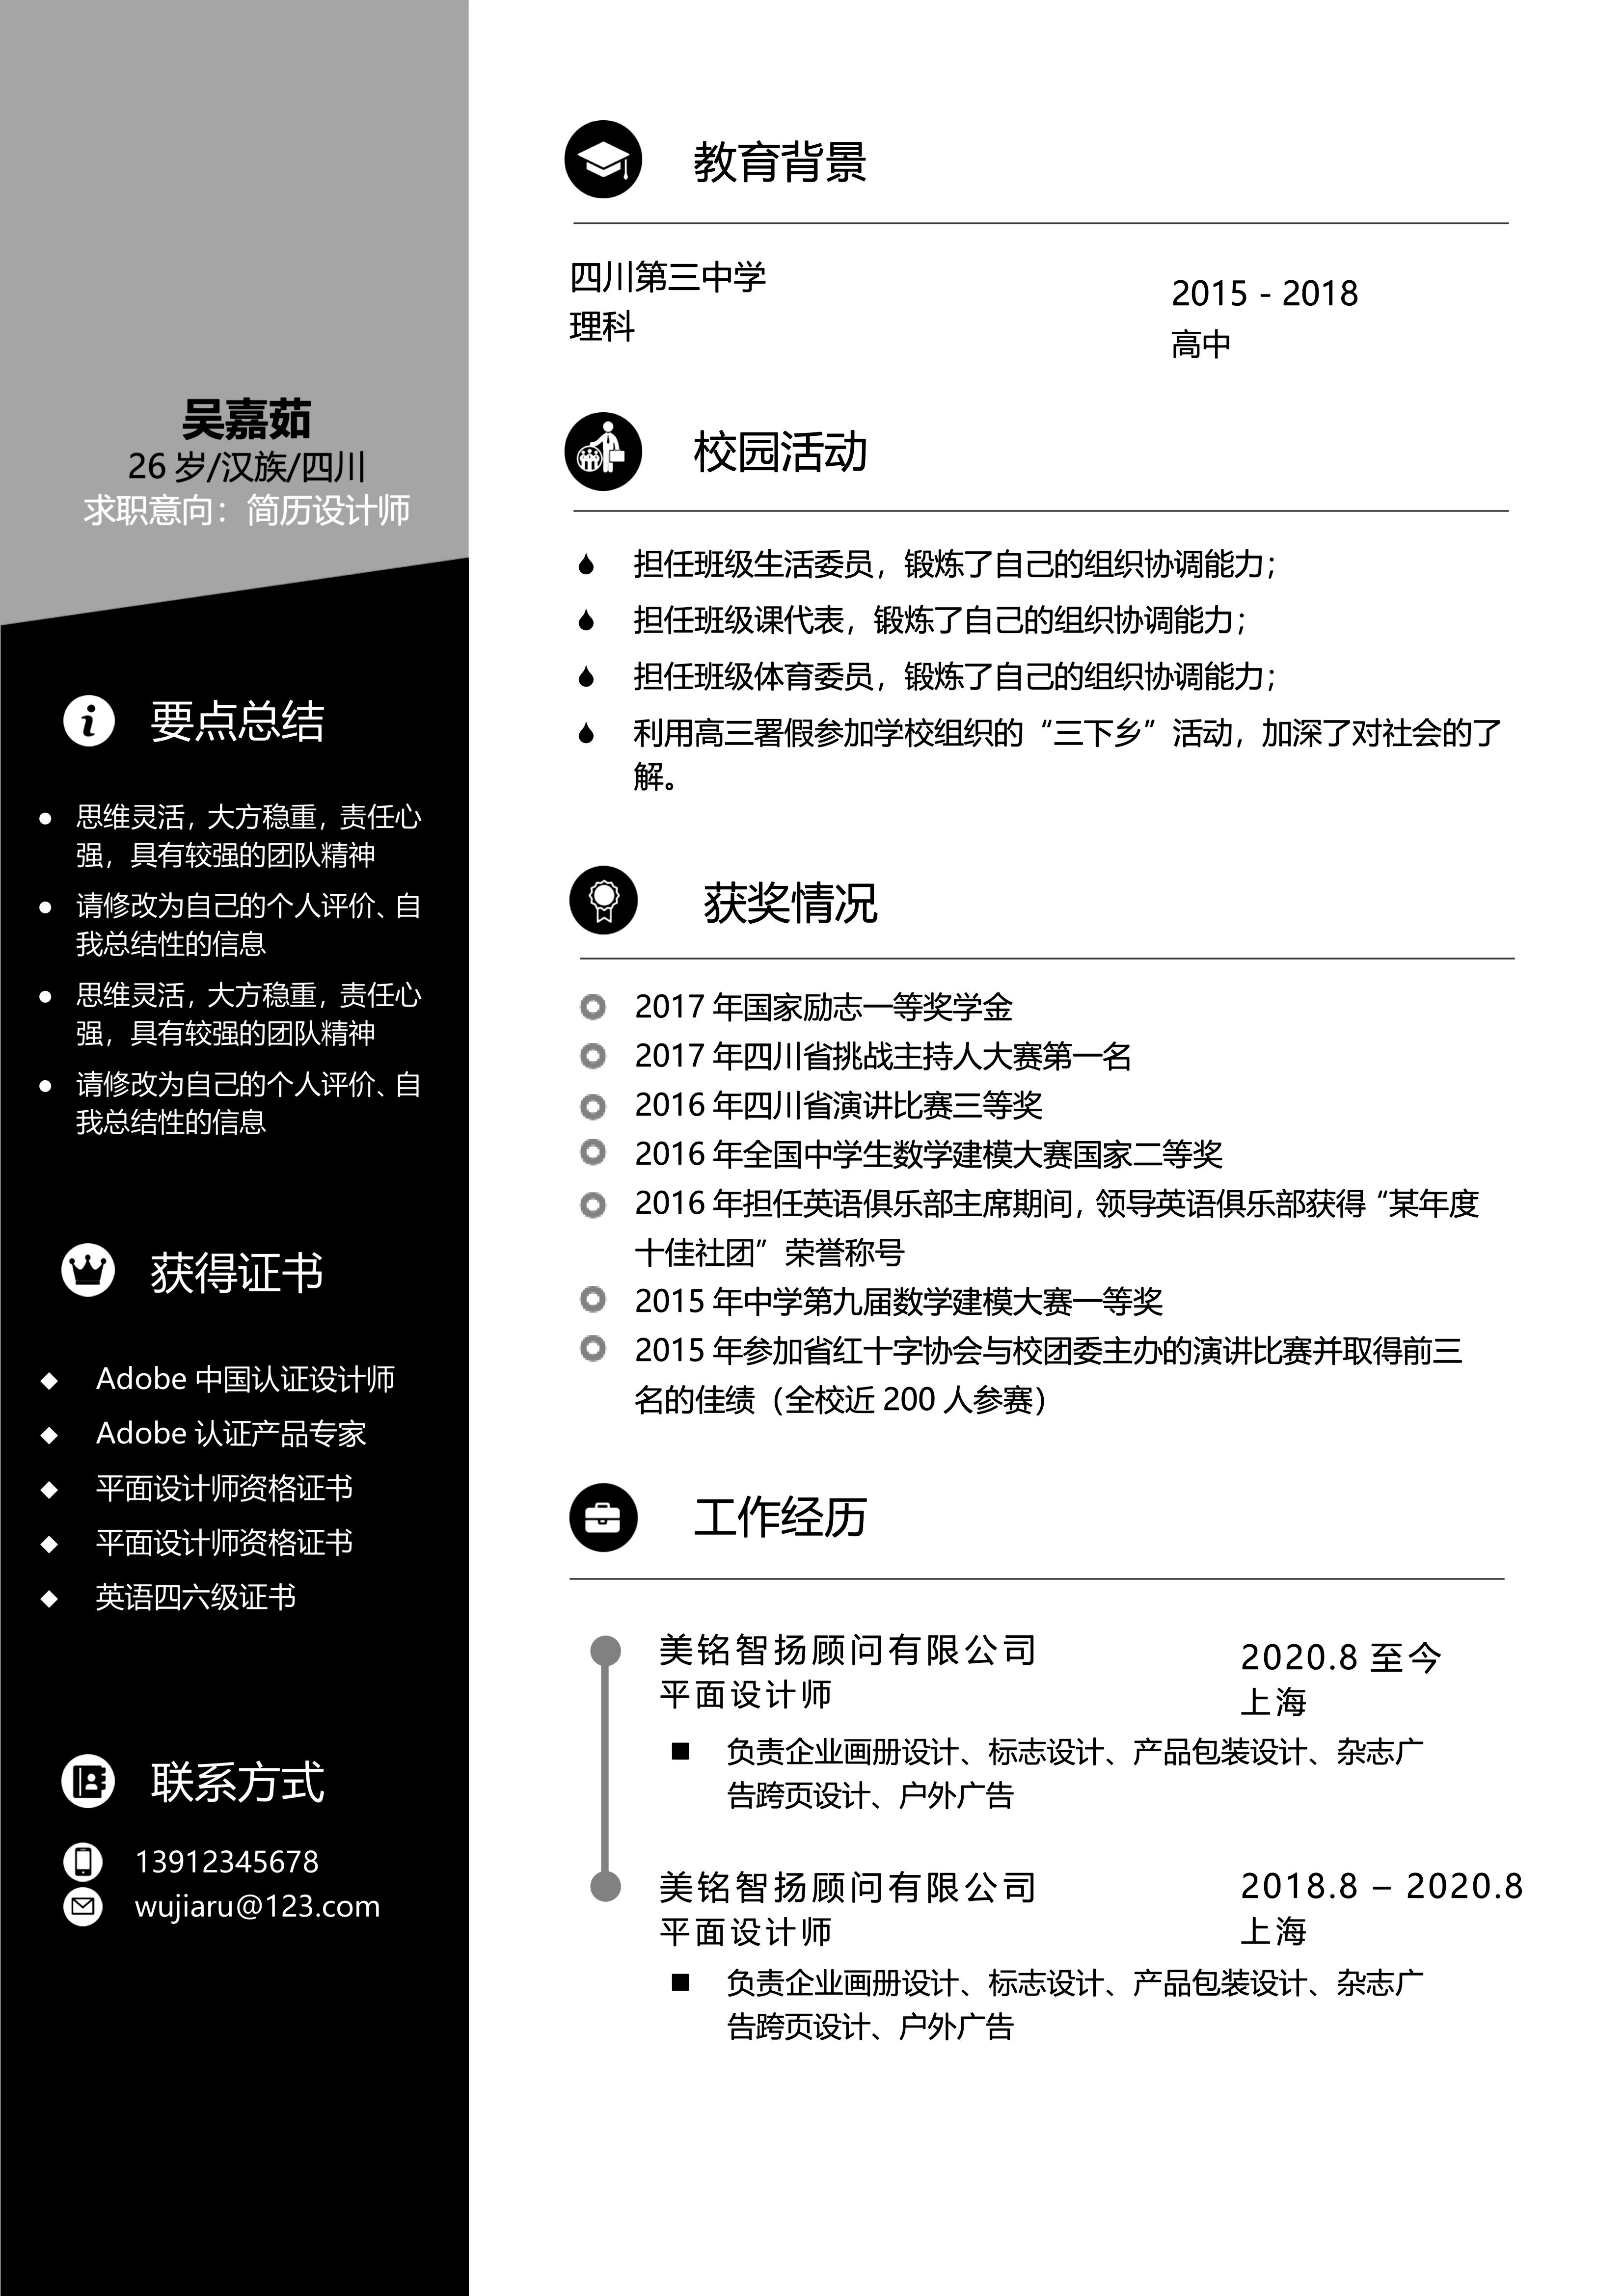 吴嘉茹
26 岁/汉族/四川
求职意向：简历设计师
要点总结
思维灵活，大方稳重，责任心
强，具有较强的团队精神
请修改为自己的个人评价、自
我总结性的信息
思维灵活，大方稳重，责任心
强，具有较强的团队精神
请修改为自己的个人评价、自
我总结性的信息
获得证书
Adobe 中国认证设计师
Adobe 认证产品专家
平面设计师资格证书
平面设计师资格证书
英语四六级证书
联系方式
13912345678
wujiaru@123.com
教育背景
四川第三中学
2015 - 2018
理科
高中
校园活动
担任班级生活委员，锻炼了自己的组织协调能力；
担任班级课代表，锻炼了自己的组织协调能力；
担任班级体育委员，锻炼了自己的组织协调能力；
利用高三署假参加学校组织的“三下乡”活动，加深了对社会的了
解。
获奖情况
2017 年国家励志一等奖学金
2017 年四川省挑战主持人大赛第一名
2016 年四川省演讲比赛三等奖
2016 年全国中学生数学建模大赛国家二等奖
2016 年担任英语俱乐部主席期间，领导英语俱乐部获得“某年度
十佳社团”荣誉称号
2015 年中学第九届数学建模大赛一等奖
2015 年参加省红十字协会与校团委主办的演讲比赛并取得前三
名的佳绩（全校近 200 人参赛）
工作经历
美铭智扬顾问有限公司
2020.8 至今
平面设计师
上海
负责企业画册设计、标志设计、产品包装设计、杂志广
告跨页设计、户外广告
美铭智扬顾问有限公司
2018.8 – 2020.8
平面设计师
上海
负责企业画册设计、标志设计、产品包装设计、杂志广
告跨页设计、户外广告